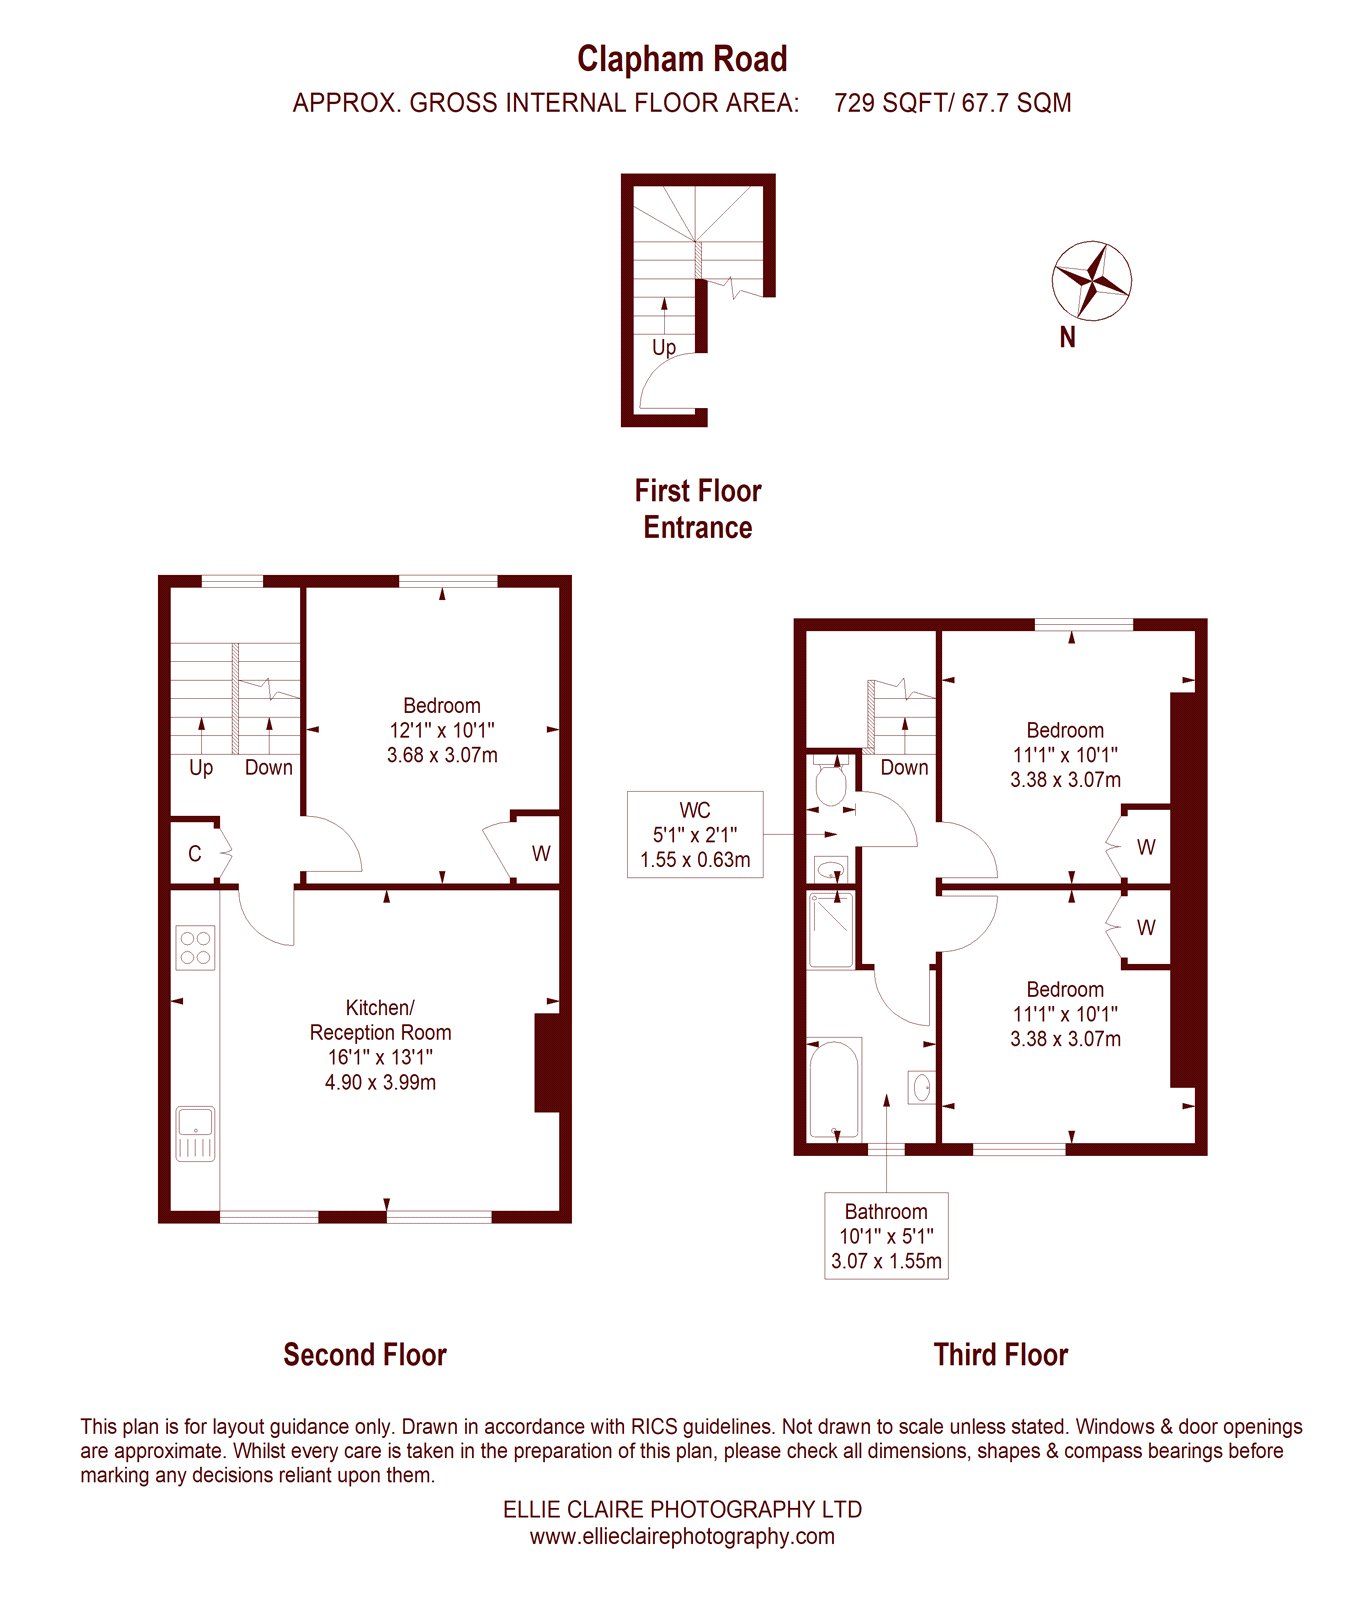 Clapham Road
APPROX. GROSS INTERNAL FLOOR AREA: 729 SQFT/ 67.7 SQM
N
Up
First Floor
Entrance
Bedroom
12'1" x 10'1"
3.68 x 3.07m
Up
Down
C
W
Kitchen/
Reception Room
16'1" x 13'1"
4.90 x 3.99m
Second Floor
Bedroom
11'1" x 10'1"
3.38 x 3.07m
Down
WC
5'1" x 2'1"
1.55 x 0.63m
W
W
Bedroom
11'1" x 10'1"
3.38 x 3.07m
Bathroom
10'1" x 5'1"
3.07 x 1.55m
Third Floor
This plan is for layout guidance only. Drawn in accordance with RICS guidelines. Not drawn to scale unless stated. Windows & door openings
are approximate. Whilst every care is taken in the preparation of this plan, please check all dimensions, shapes & compass bearings before
marking any decisions reliant upon them.
ELLIE CLAIRE PHOTOGRAPHY LTD
www.ellieclairephotography.com